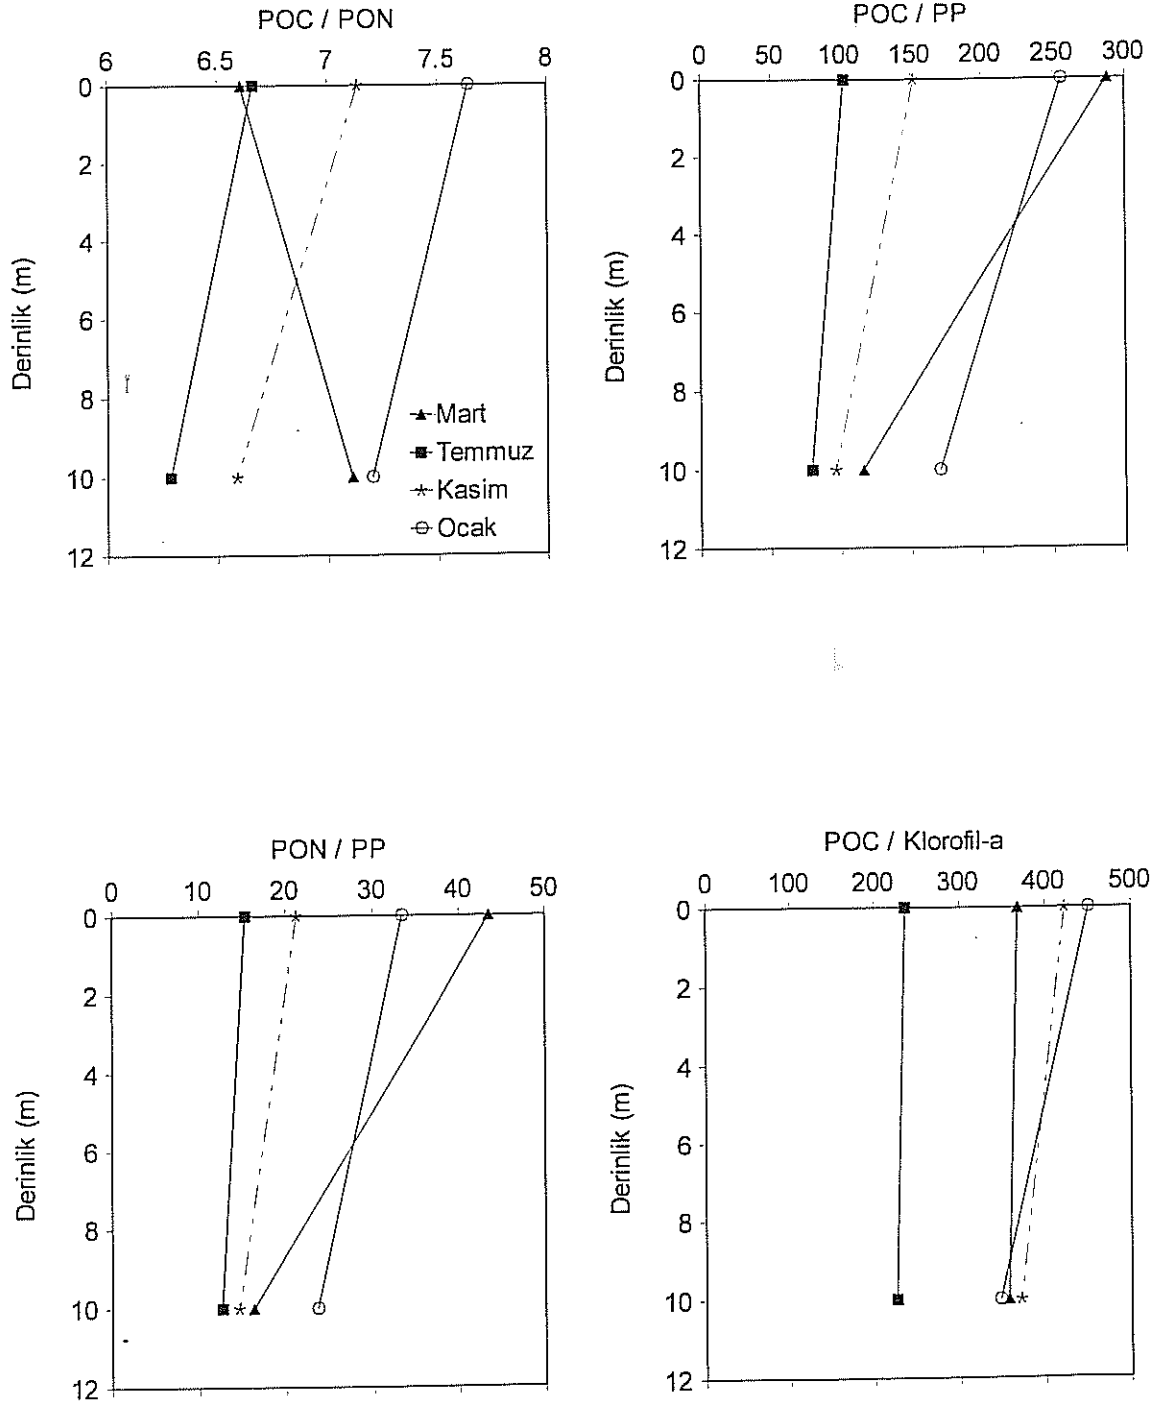 POC / PON
6 6.5 7 7.5 8
0
2
4
6
8
10
12
Derinlik (m)
Mart
Temmuz
Kasim
Ocak
POC / PP
0 50 100 150 200 250 300
0
2
4
6
8
10
12
Derinlik (m)
PON / PP
0 10 20 30 40 50
0
2
4
6
8
10
12
Derinlik (m)
POC / Klorofil-a
0 100 200 300 400 500
0
2
4
6
8
10
12
Derinlik (m)